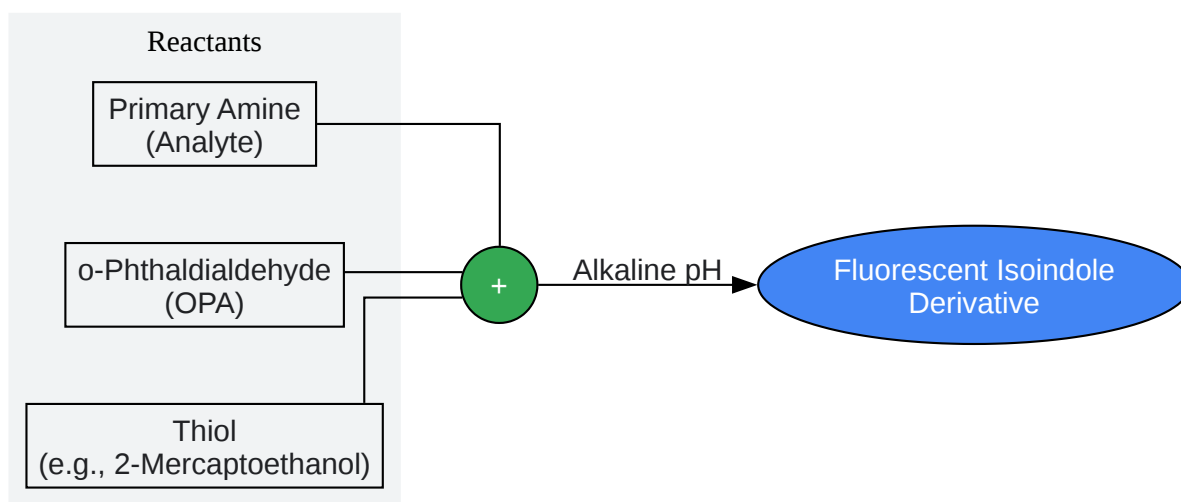 Reactants
Primary Amine
(Analyte)
o-Phthaldialdehyde
(OPA)
Thiol
(e.g., 2-Mercaptoethanol)
+
Alkaline pH
Fluorescent Isoindole
Derivative